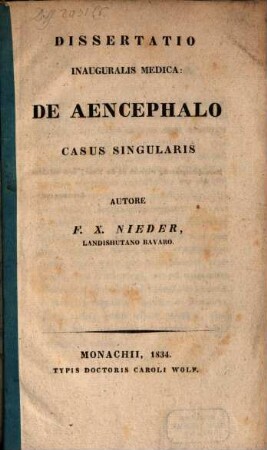 DISSERTATIO
INAUGURALIS MEDICA:
DE AENCEPHALO
CASUS SINGULARIS
AUTORE
F. X. NIEDER,
LANDISHUTANO BAVARO.
MONACHII, 1834.
TYPIS DOCTORIS CAROLI WOLF.